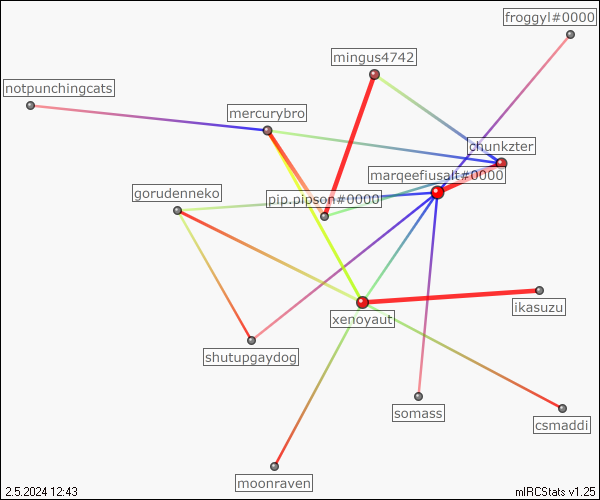 froggyl#0000
mingus4742
notpunchingcats
mercurybro
chunkzter
marqeefiusalt#0000
gorudenneko
pip.pipson#0000
ikasuzu
xenoyaut
shutupgaydog
somass
csmaddi
moonraven
2.5.2024 12:43
mIRCStats v1.25